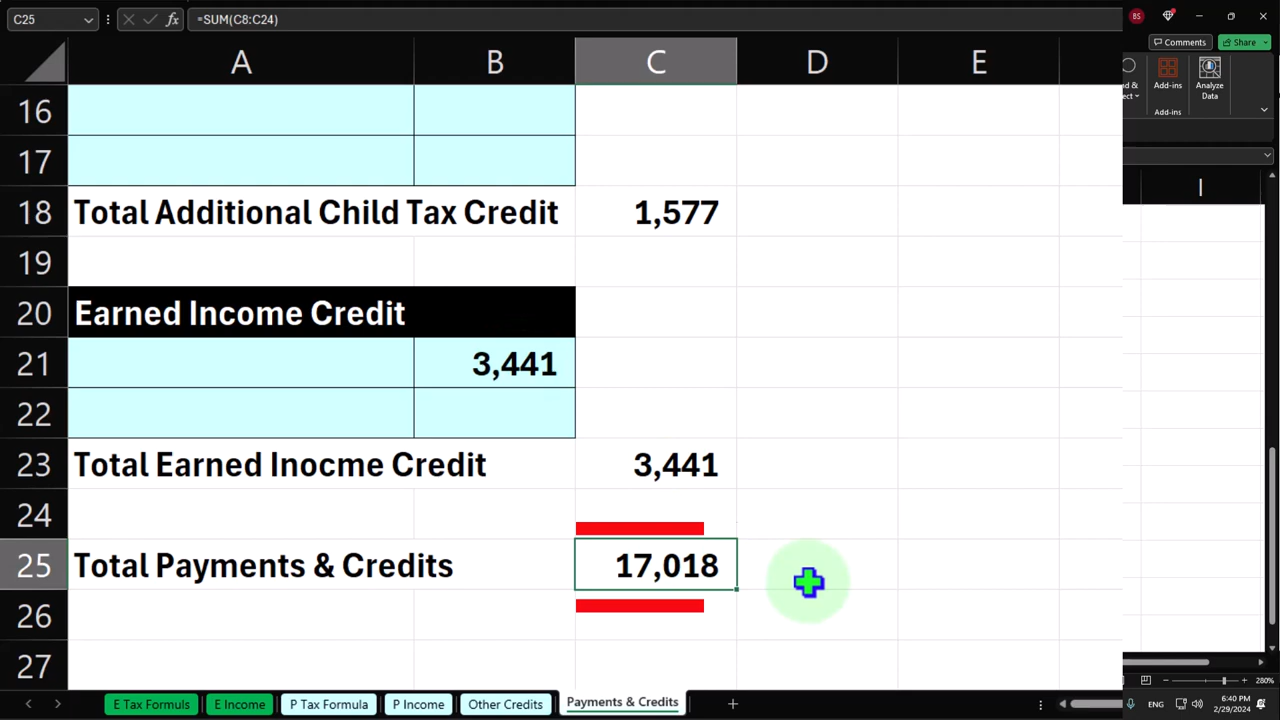 C25
=SUM(C8:C24)
BS
Comments
Share
Add-ins
Analyze
Data
Add-ins
A B C D E I
16
17
18 Total Additional Child Tax Credit 1,577
19
20 Earned Income Credit
21 3,441
22
23 Total Earned Inocme Credit 3,441
24
25 Total Payments & Credits 17,018
26
27
E Tax Formuls E Income P Tax Formula P Income Other Credits Payments & Credits
280%
ENG
6:40 PM
2/29/2024